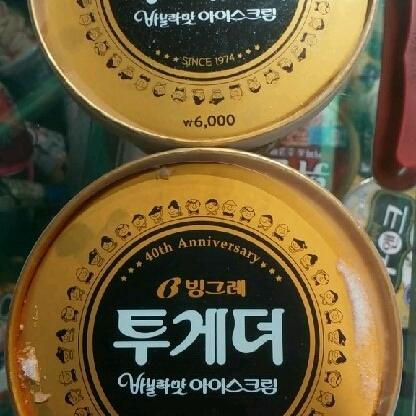 바닐라맛 아이스크림
SINCE 1974
₩6,000
40th Anniversary
빙그레
투게더
바닐라맛 아이스크림